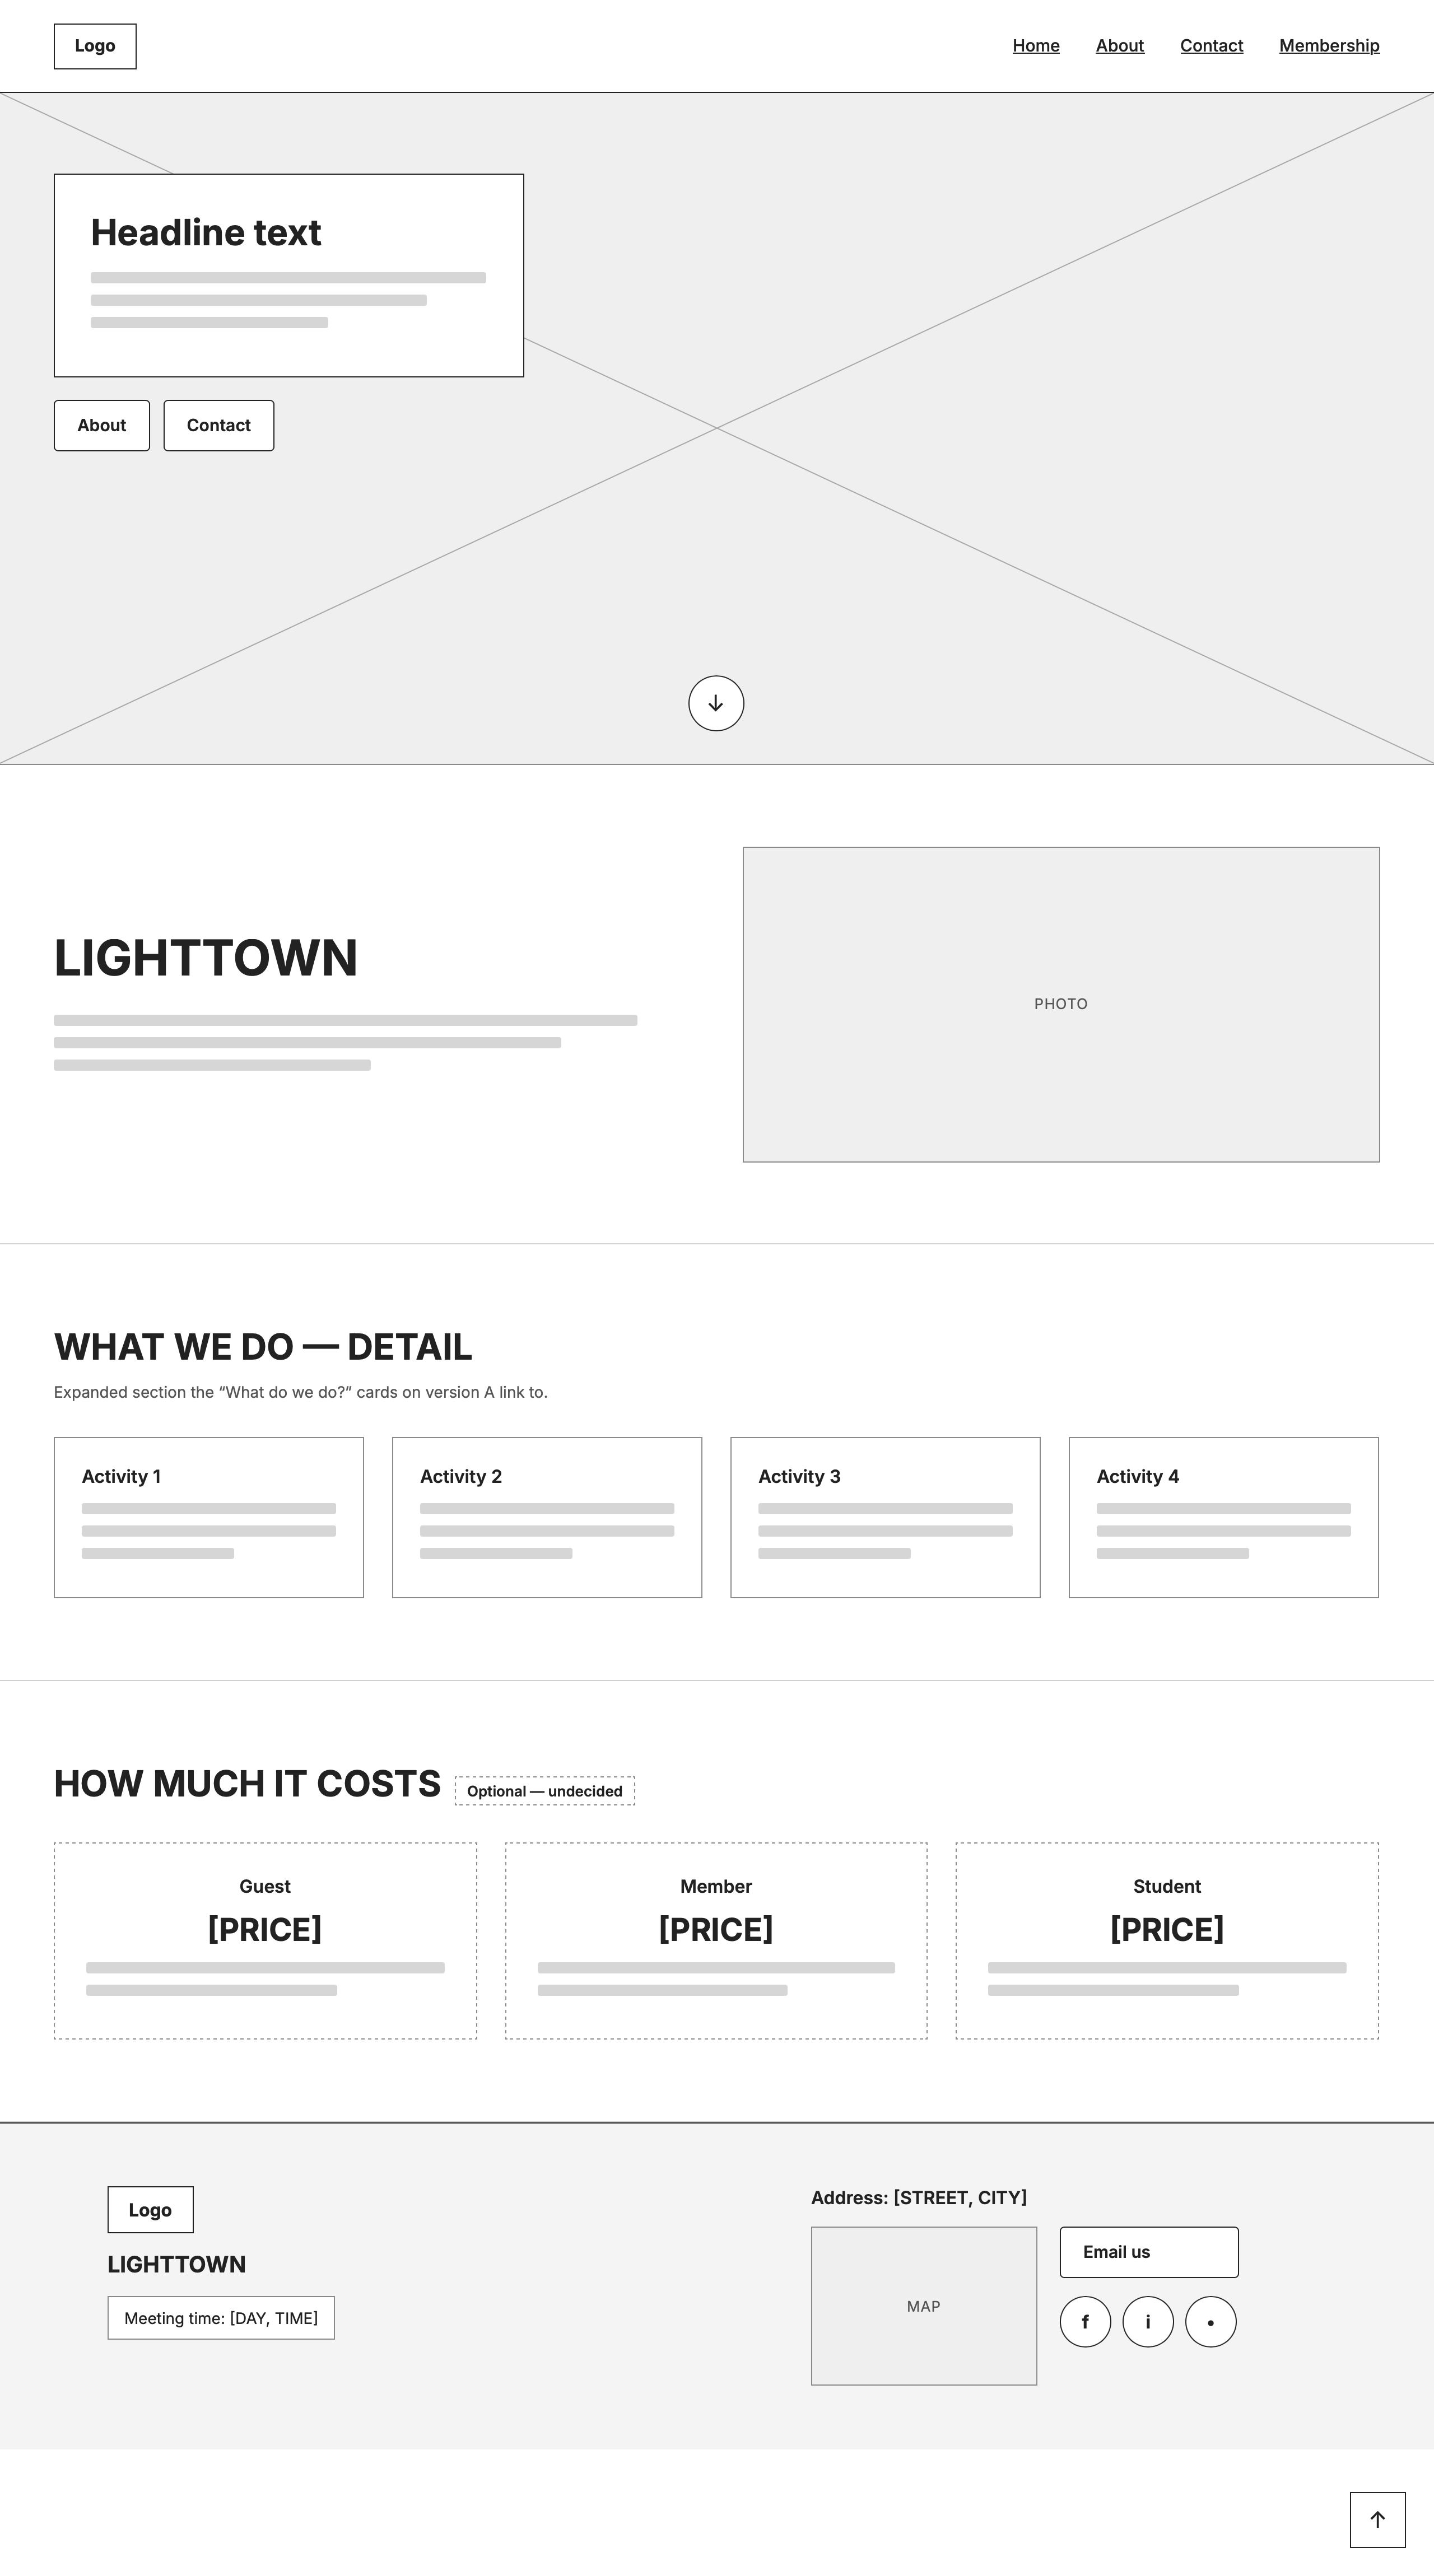 Logo
Home About Contact Membership
Headline text
About Contact
LIGHTTOWN
PHOTO
WHAT WE DO — DETAIL
Expanded section the “What do we do?” cards on version A link to.
Activity 1
Activity 2
Activity 3
Activity 4
HOW MUCH IT COSTS
Optional — undecided
Guest
[PRICE]
Member
[PRICE]
Student
[PRICE]
Logo
LIGHTTOWN
Meeting time: [DAY, TIME]
Address: [STREET, CITY]
MAP
Email us
f i •